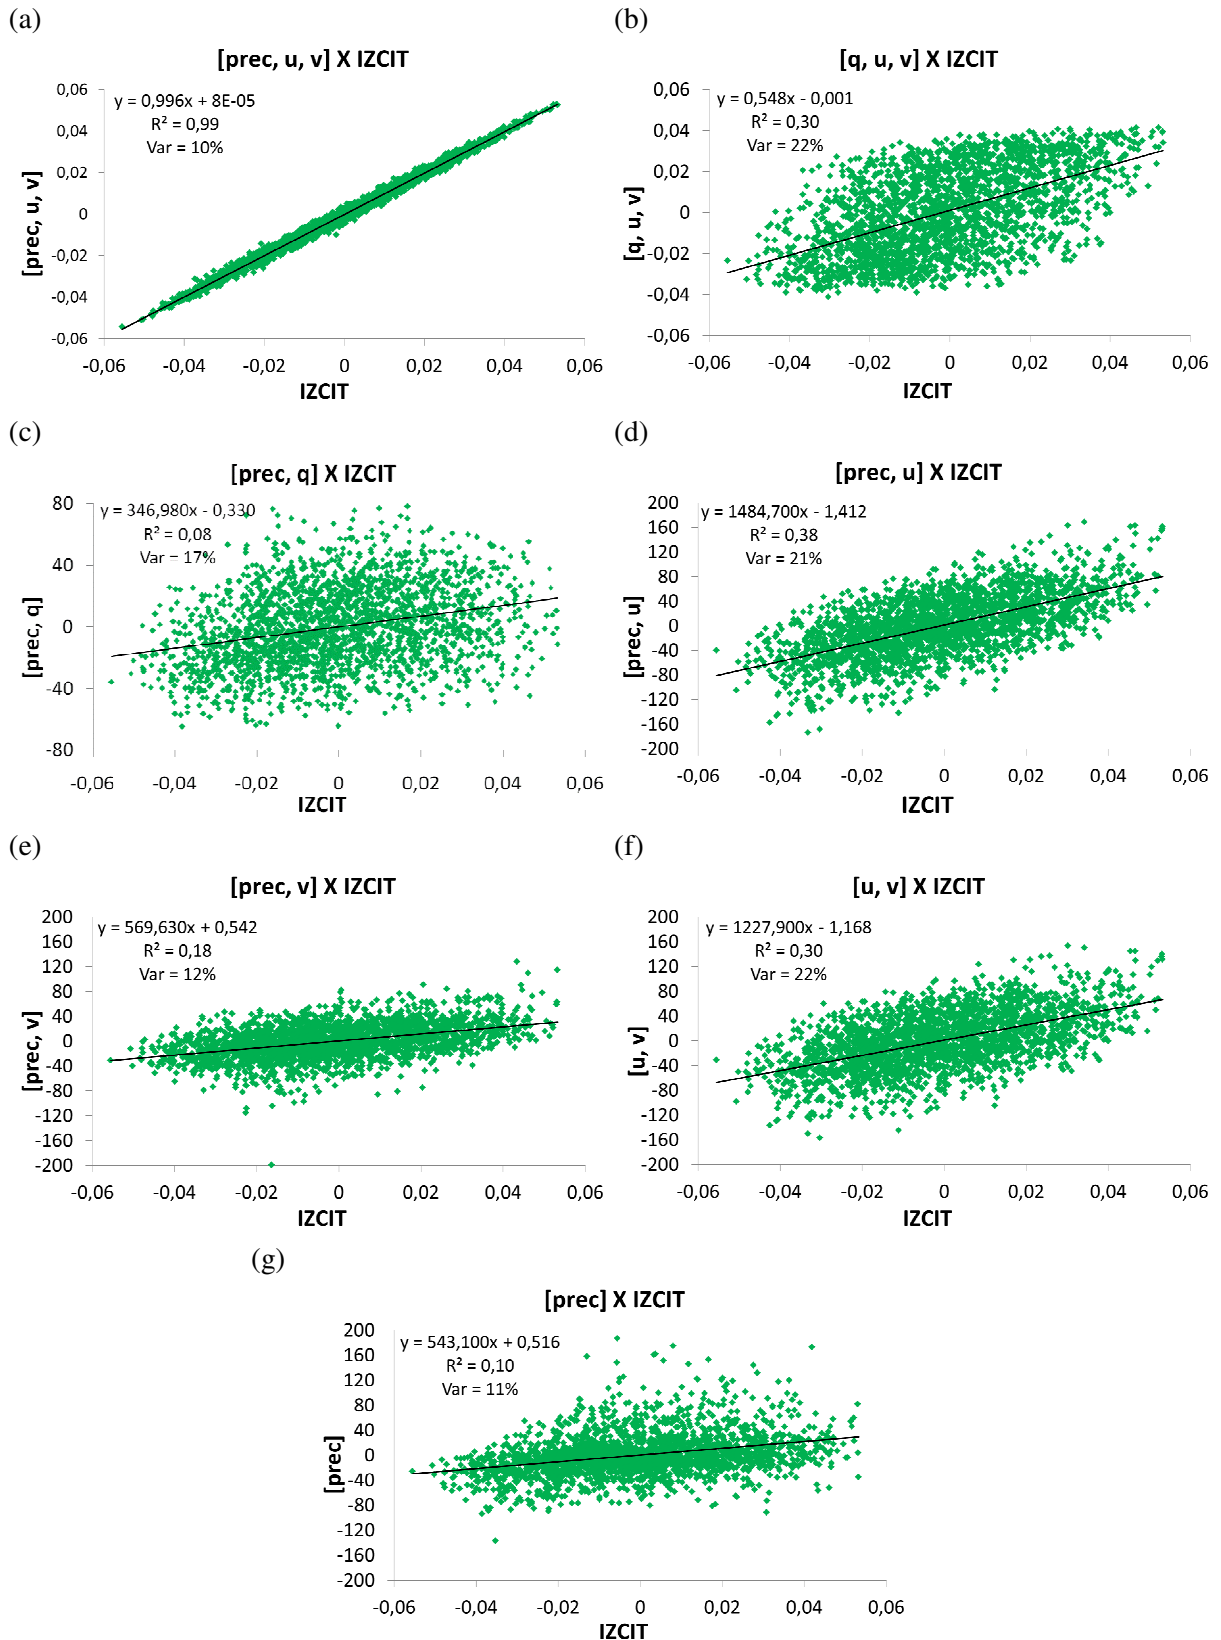 (a)
[prec, u, v] X IZCIT
y = 0,996x + 8E-05
R² = 0,99
Var = 10%
0,06
0,04
0,02
0
-0,02
-0,04
-0,06
[prec, u, v]
-0,06 -0,04 -0,02 0 0,02 0,04 0,06
IZCIT
(b)
[q, u, v] X IZCIT
y = 0,548x - 0,001
R² = 0,30
Var = 22%
0,06
0,04
0,02
0
-0,02
-0,04
-0,06
[q, u, v]
-0,06 -0,04 -0,02 0 0,02 0,04 0,06
IZCIT
(c)
[prec, q] X IZCIT
y = 346,980x - 0,330
R² = 0,08
Var = 17%
80
40
0
-40
-80
[prec, q]
-0,06 -0,04 -0,02 0 0,02 0,04 0,06
IZCIT
(d)
[prec, u] X IZCIT
y = 1484,700x - 1,412
R² = 0,38
Var = 21%
200
160
120
80
40
0
-40
-80
-120
-160
-200
[prec, u]
-0,06 -0,04 -0,02 0 0,02 0,04 0,06
IZCIT
(e)
[prec, v] X IZCIT
y = 569,630x + 0,542
R² = 0,18
Var = 12%
200
160
120
80
40
0
-40
-80
-120
-160
-200
[prec, v]
-0,06 -0,04 -0,02 0 0,02 0,04 0,06
IZCIT
(f)
[u, v] X IZCIT
y = 1227,900x - 1,168
R² = 0,30
Var = 22%
200
160
120
80
40
0
-40
-80
-120
-160
-200
[u, v]
-0,06 -0,04 -0,02 0 0,02 0,04 0,06
IZCIT
(g)
[prec] X IZCIT
y = 543,100x + 0,516
R² = 0,10
Var = 11%
200
160
120
80
40
0
-40
-80
-120
-160
-200
[prec]
-0,06 -0,04 -0,02 0 0,02 0,04 0,06
IZCIT